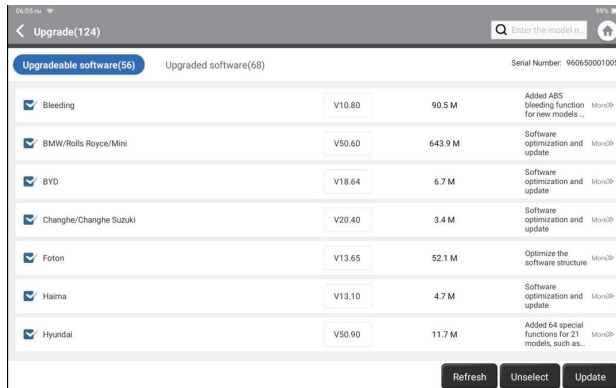 06:05 PM 99%
Upgrade(124) Enter the model n...
Upgradeable software(56) Upgraded software(68) Serial Number: 96065000100
Bleeding V10.80 90.5 M Added ABS
bleeding function More>>
for new models ...
BMW/Rolls Royce/Mini V50.60 643.9 M Software
optimization and More>>
update
BYD V18.64 6.7 M Software
optimization and More>>
update
Changhe/Changhe Suzuki V20.40 3.4 M Software
optimization and More>>
update
Foton V13.65 52.1 M Optimize the
software structure More>>
Haima V13.10 4.7 M Software
optimization and More>>
update
Hyundai V50.90 11.7 M Added 64 special
functions for 21 More>>
models, such as...
Refresh Unselect Update